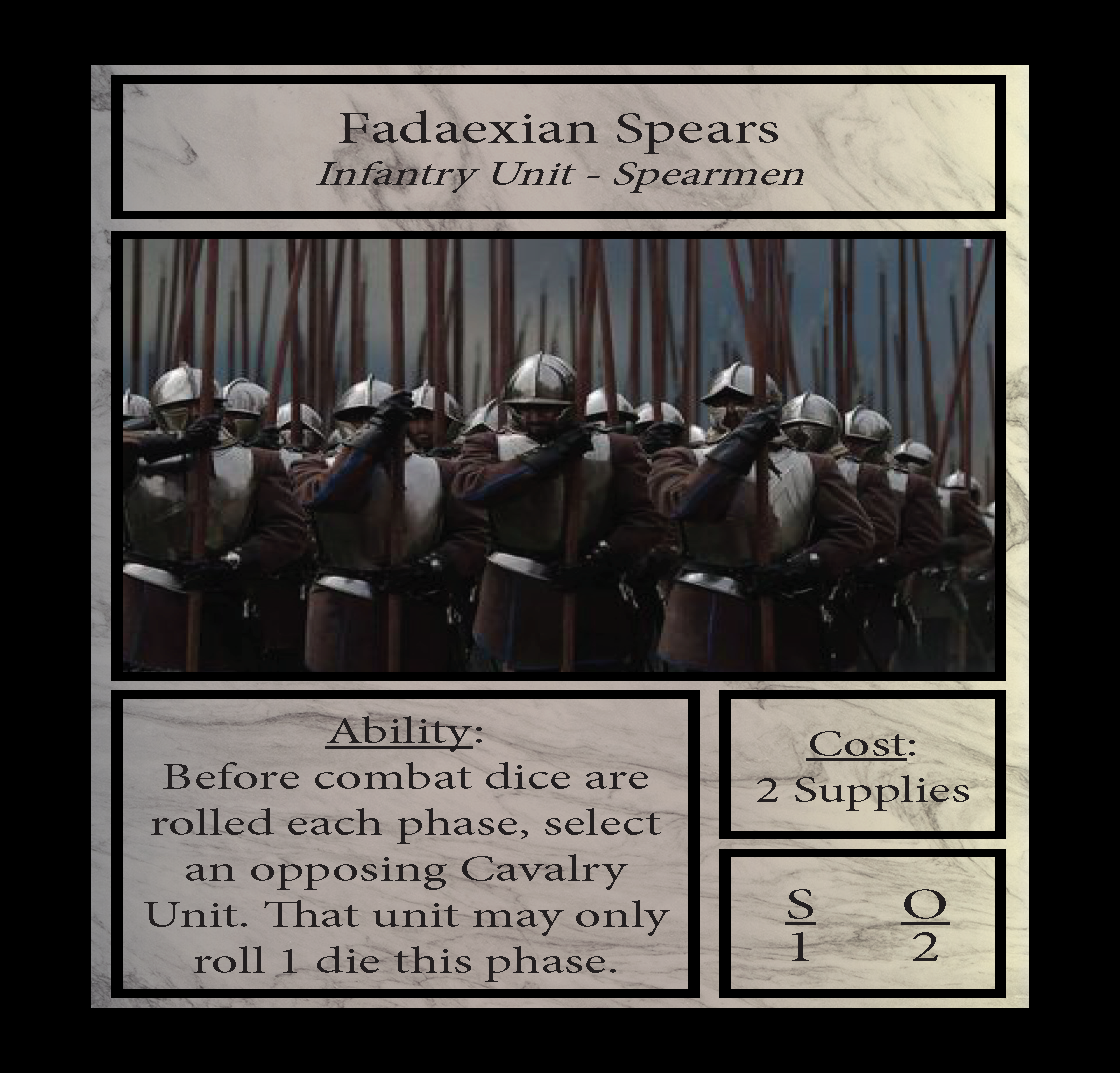 Fadaexian Spears
Infantry Unit - Spearmen
Ability:
Before combat dice are
rolled each phase, select
an opposing Cavalry
Unit. That unit may only
roll 1 die this phase.
Cost:
2 Supplies
S O
1 2